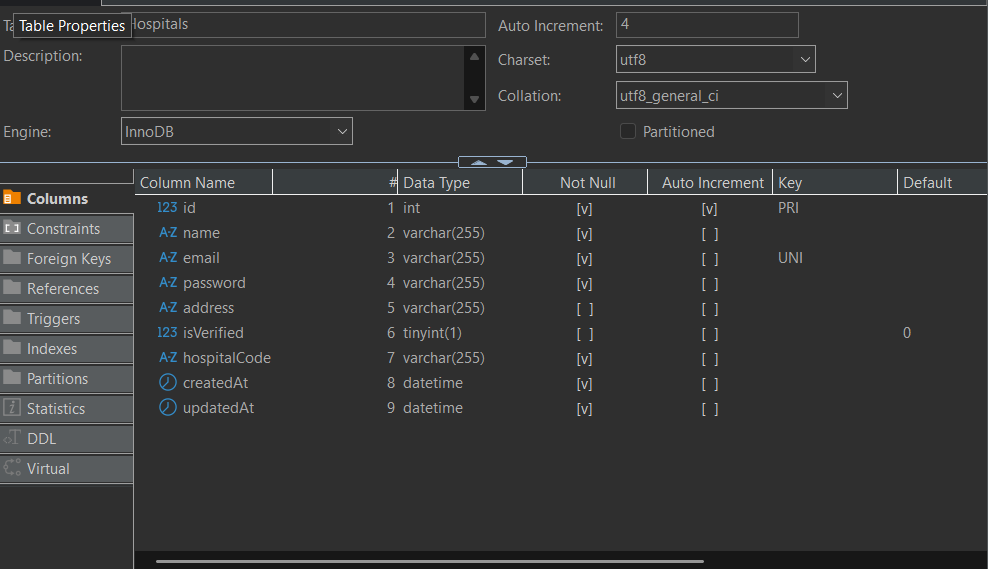 Table Properties
Hospitals
Auto Increment: 4
Description:
Charset: utf8
Collation: utf8_general_ci
Engine: InnoDB
Partitioned
Column Name # Data Type Not Null Auto Increment Key Default
123 id 1 int [v] [v] PRI
A-Z name 2 varchar(255) [v] [ ]
A-Z email 3 varchar(255) [v] [ ] UNI
A-Z password 4 varchar(255) [v] [ ]
A-Z address 5 varchar(255) [ ] [ ]
123 isVerified 6 tinyint(1) [ ] [ ] 0
A-Z hospitalCode 7 varchar(255) [v] [ ]
createdAt 8 datetime [v] [ ]
updatedAt 9 datetime [v] [ ]
Columns
Constraints
Foreign Keys
References
Triggers
Indexes
Partitions
Statistics
DDL
Virtual